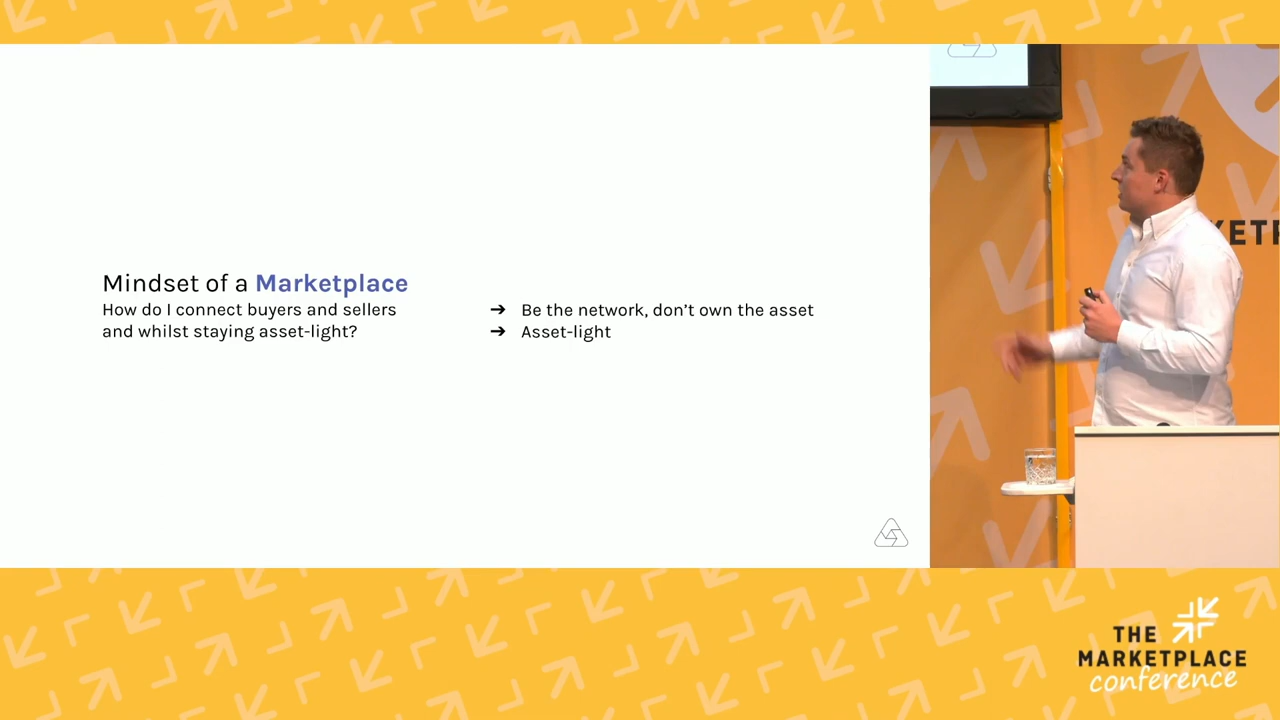 Mindset of a Marketplace
How do I connect buyers and sellers
and whilst staying asset-light?
➔ Be the network, don’t own the asset
➔ Asset-light
KETP
THE
MARKETPLACE
conference